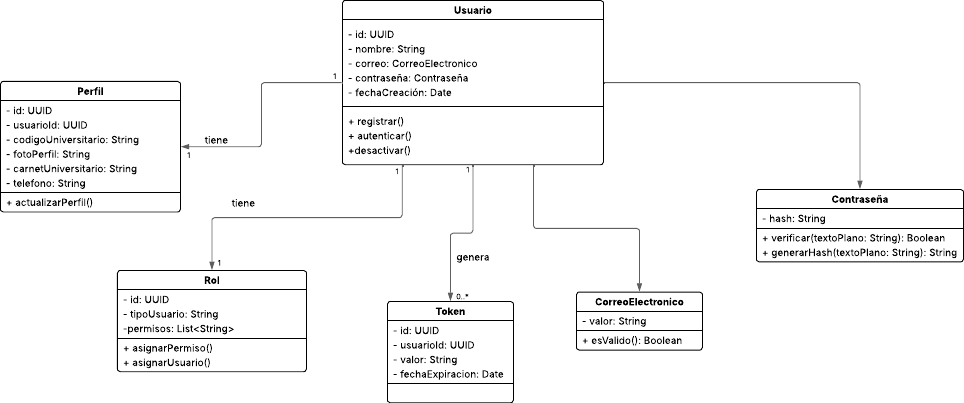 Usuario
- id: UUID
- nombre: String
- correo: CorreoElectronico
- contraseña: Contraseña
- fechaCreación: Date
+ registrar()
+ autenticar()
+desactivar()
1
1
tiene
Perfil
- id: UUID
- usuarioId: UUID
- codigoUniversitario: String
- fotoPerfil: String
- carnetUniversitario: String
- telefono: String
+ actualizarPerfil()
1
tiene
1
Rol
- id: UUID
- tipoUsuario: String
-permisos: List<String>
+ asignarPermiso()
+ asignarUsuario()
1
genera
0..*
Token
- id: UUID
- usuarioId: UUID
- valor: String
- fechaExpiracion: Date
CorreoElectronico
- valor: String
+ esValido(): Boolean
Contraseña
- hash: String
+ verificar(textoPlano: String): Boolean
+ generarHash(textoPlano: String): String